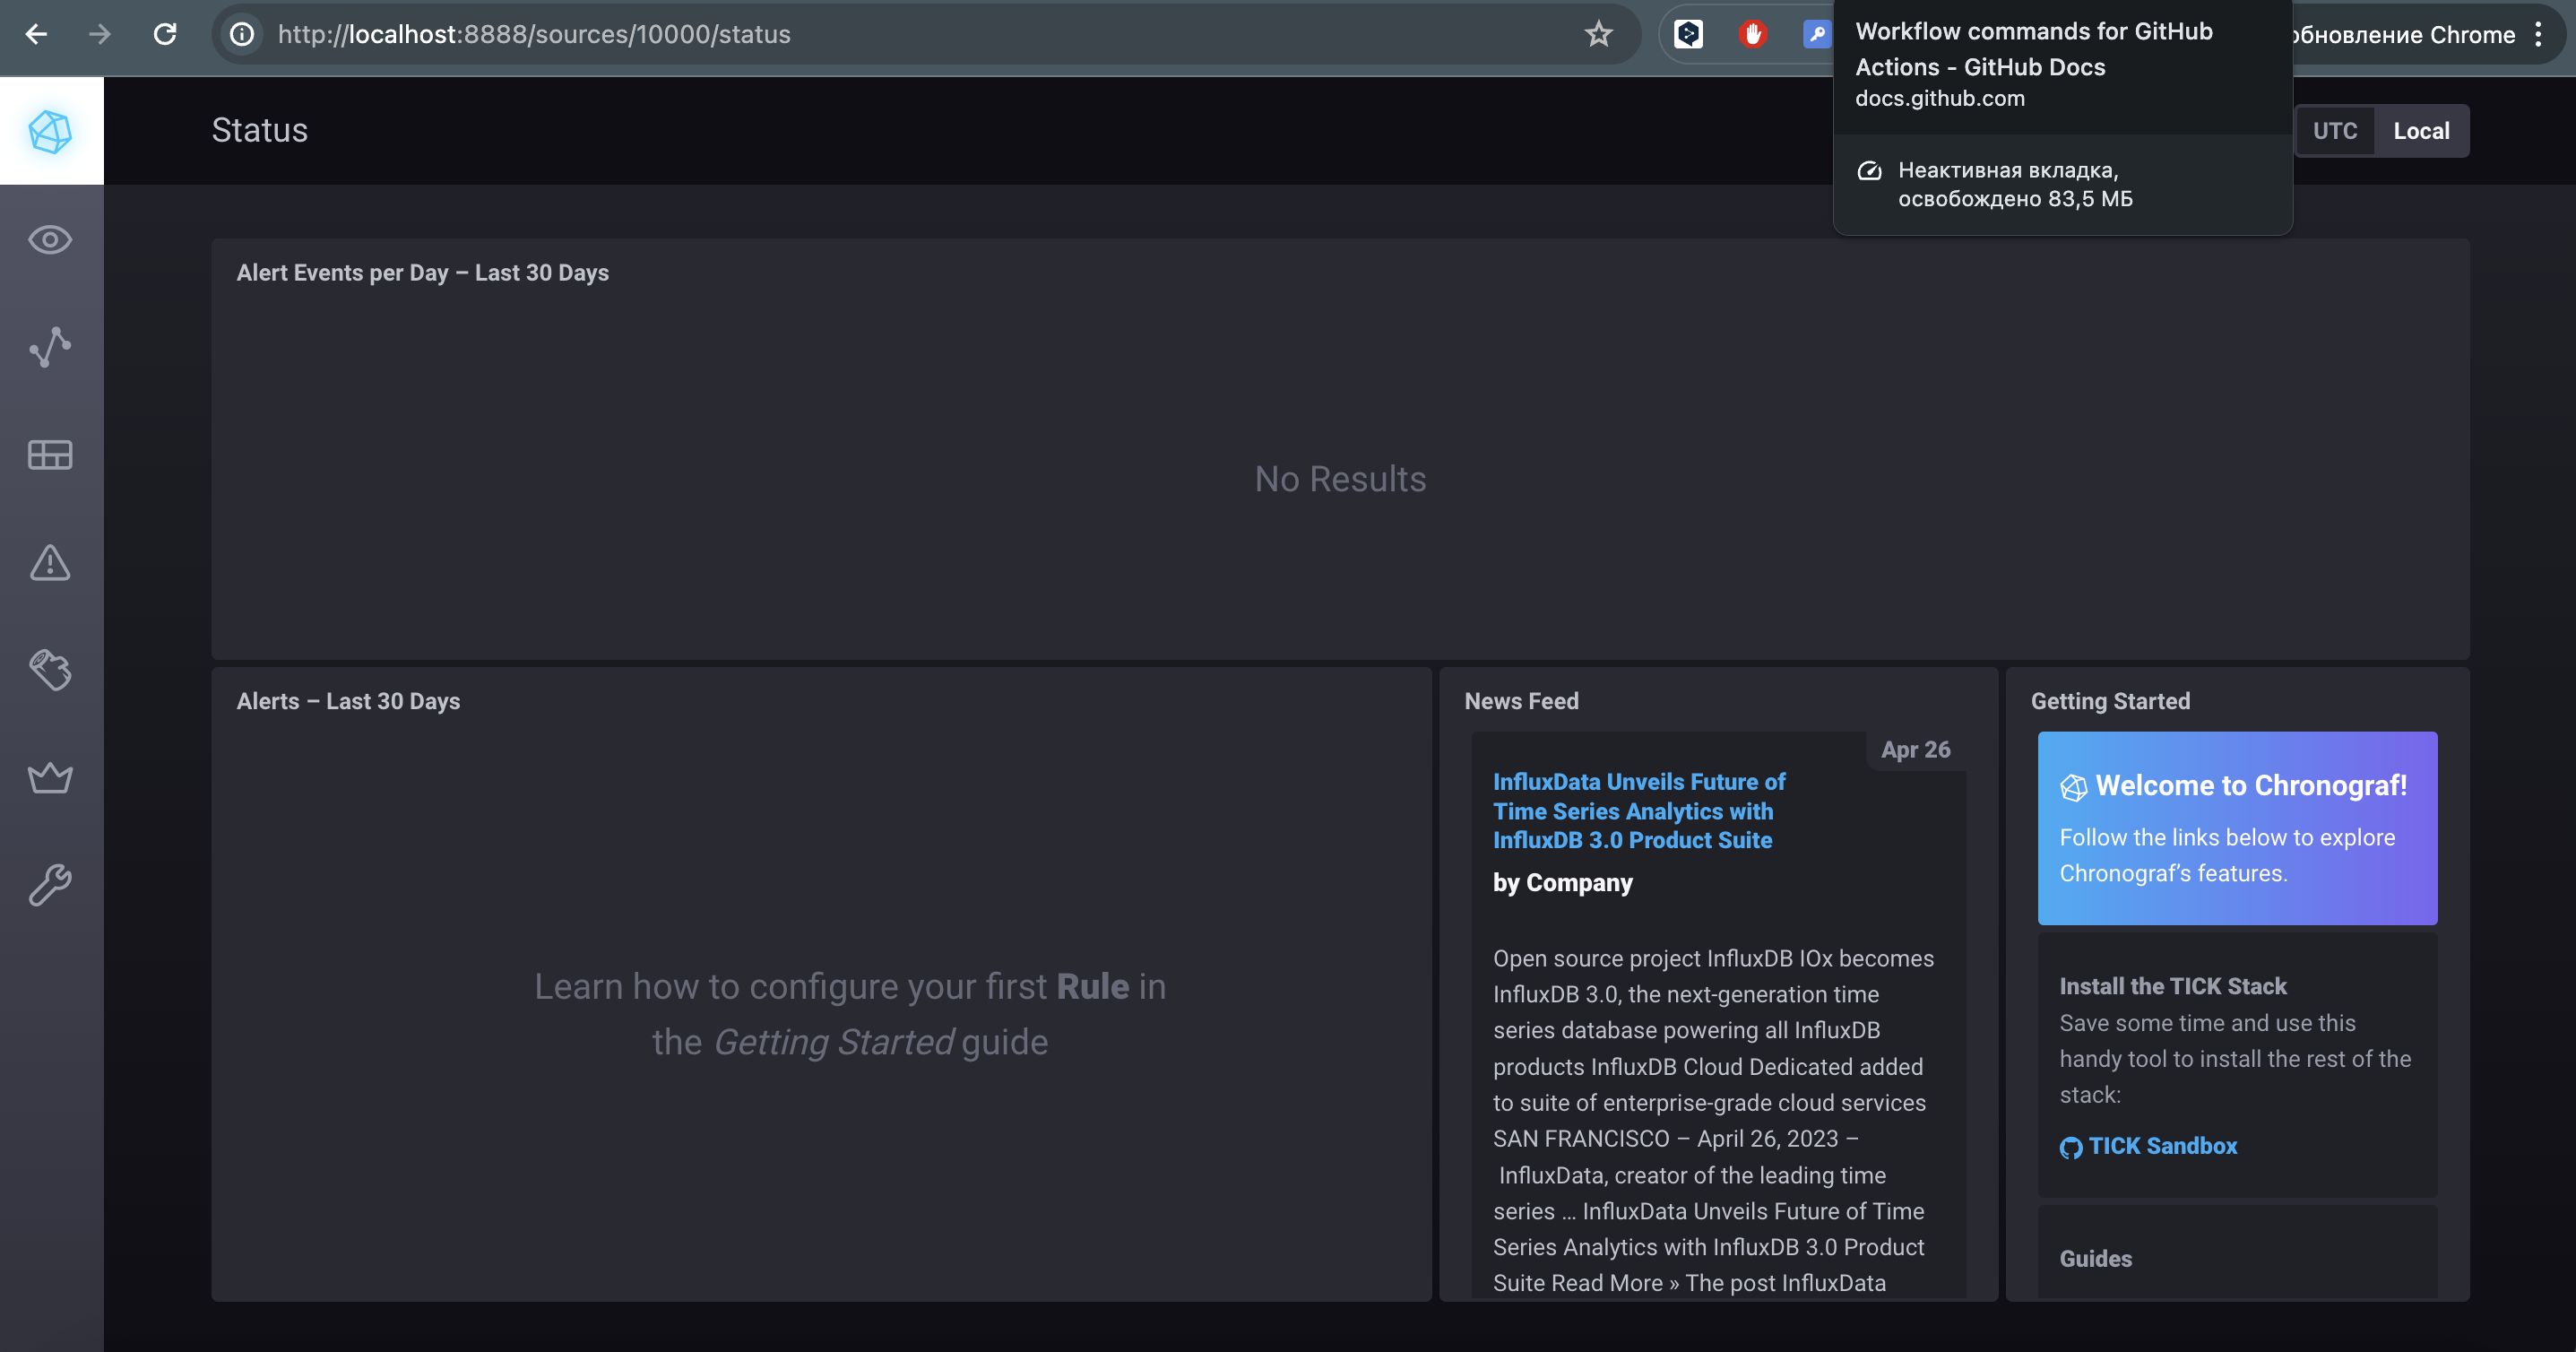 http://localhost:8888/sources/10000/status
Workflow commands for GitHub
Actions - GitHub Docs
docs.github.com
Неактивная вкладка,
освобождено 83,5 МБ
Chrome
Status
UTC
Local
Alert Events per Day – Last 30 Days
No Results
Alerts – Last 30 Days
Learn how to configure your first Rule in
the Getting Started guide
News Feed
Apr 26
InfluxData Unveils Future of
Time Series Analytics with
InfluxDB 3.0 Product Suite
by Company
Open source project InfluxDB IOx becomes
InfluxDB 3.0, the next-generation time
series database powering all InfluxDB
products InfluxDB Cloud Dedicated added
to suite of enterprise-grade cloud services
SAN FRANCISCO – April 26, 2023 –
InfluxData, creator of the leading time
series ... InfluxData Unveils Future of Time
Series Analytics with InfluxDB 3.0 Product
Suite Read More » The post InfluxData
Getting Started
Welcome to Chronograf!
Follow the links below to explore
Chronograf’s features.
Install the TICK Stack
Save some time and use this
handy tool to install the rest of the
stack:
TICK Sandbox
Guides